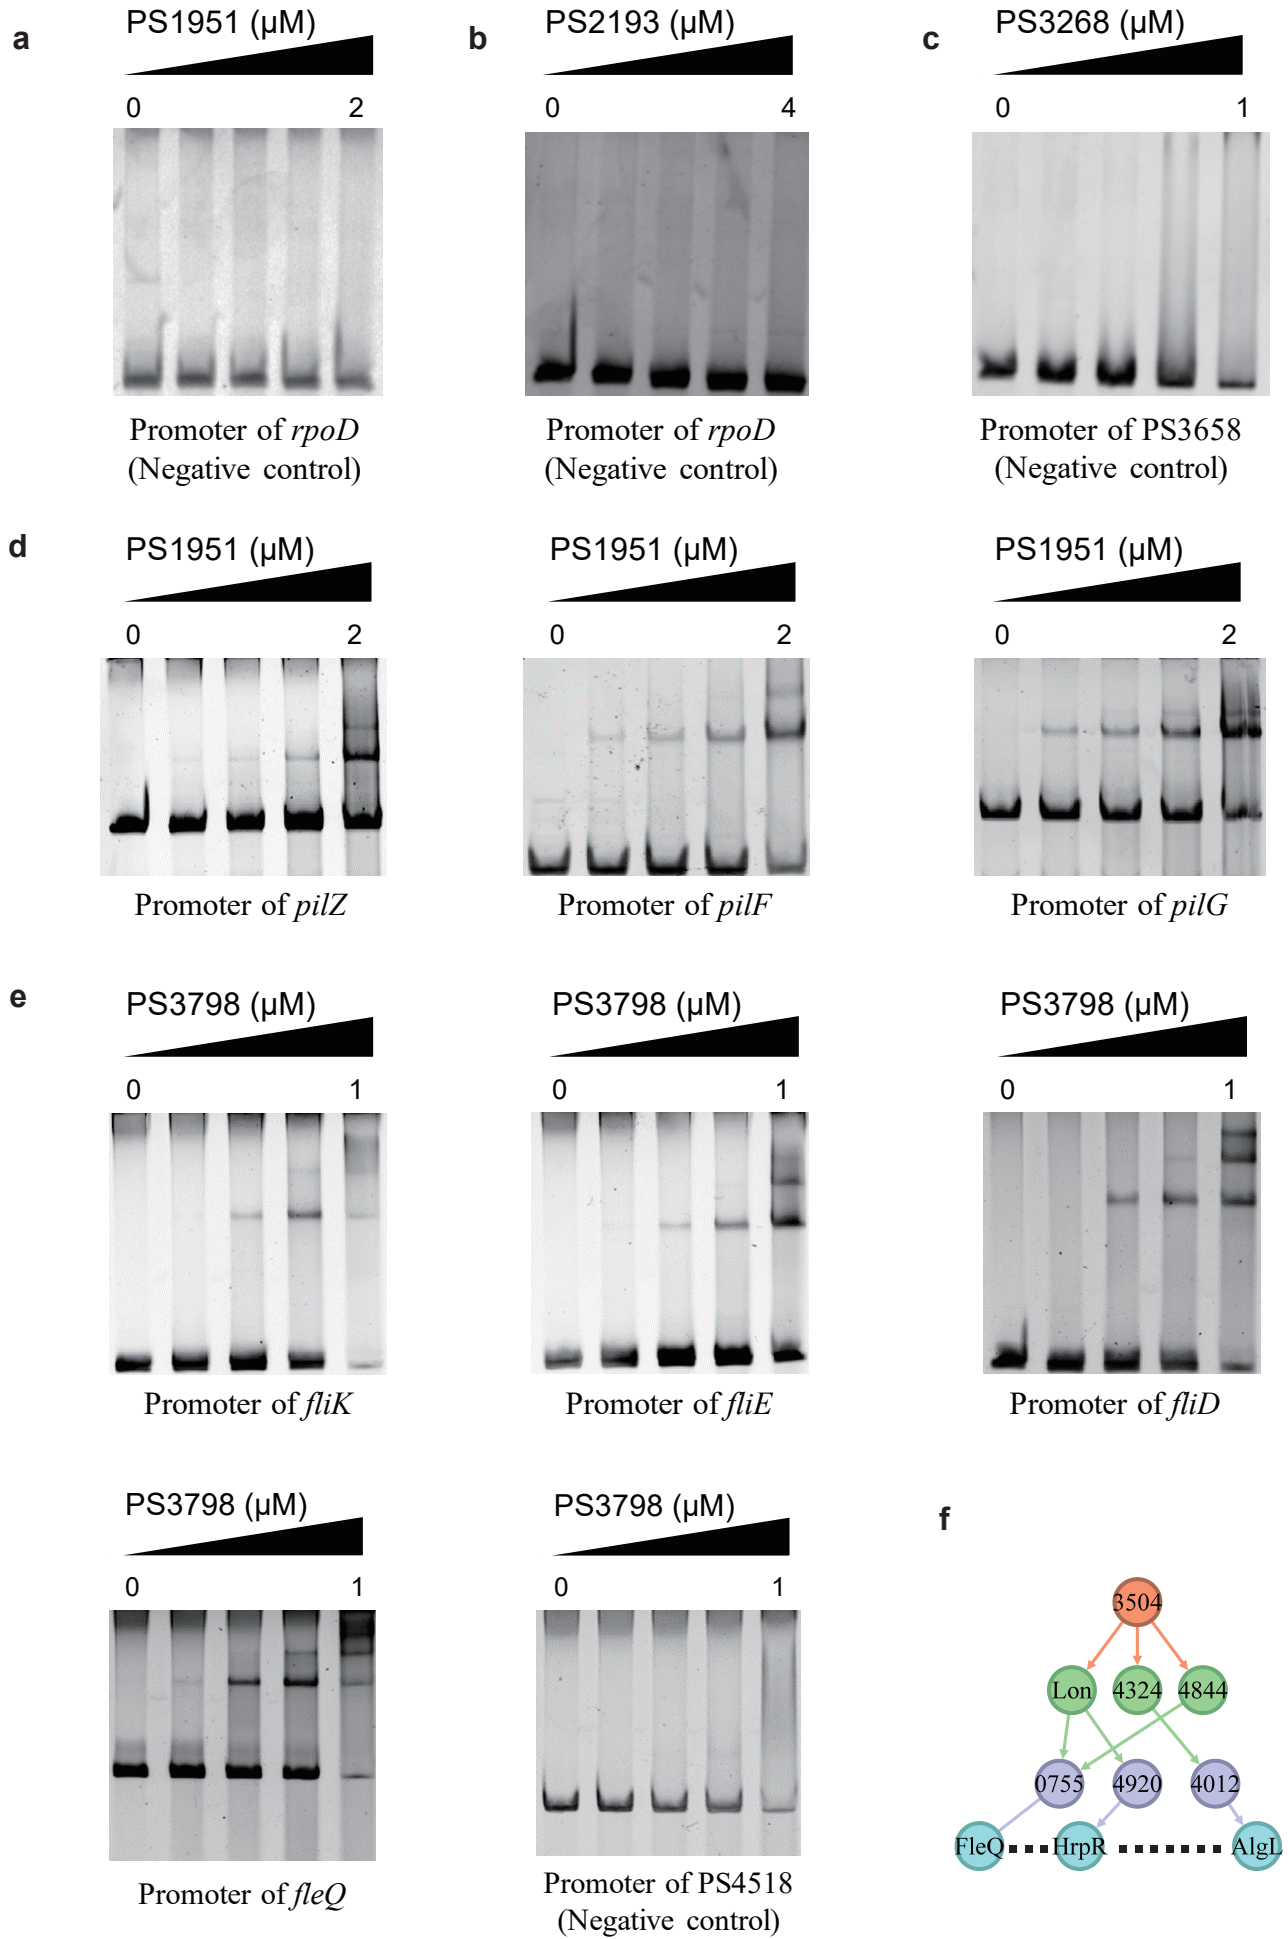 a
PS1951 (µM)
0 2
Promoter of rpoD
(Negative control)
b
PS2193 (µM)
0 4
Promoter of rpoD
(Negative control)
c
PS3268 (µM)
0 1
Promoter of PS3658
(Negative control)
d
PS1951 (µM)
0 2
Promoter of pilZ
PS1951 (µM)
0 2
Promoter of pilF
PS1951 (µM)
0 2
Promoter of pilG
e
PS3798 (µM)
0 1
Promoter of fliK
PS3798 (µM)
0 1
Promoter of fliE
PS3798 (µM)
0 1
Promoter of fliD
PS3798 (µM)
0 1
Promoter of fleQ
PS3798 (µM)
0 1
Promoter of PS4518
(Negative control)
f
3504
Lon 4324 4844
0755 4920 4012
FleQ HrpR AlgL